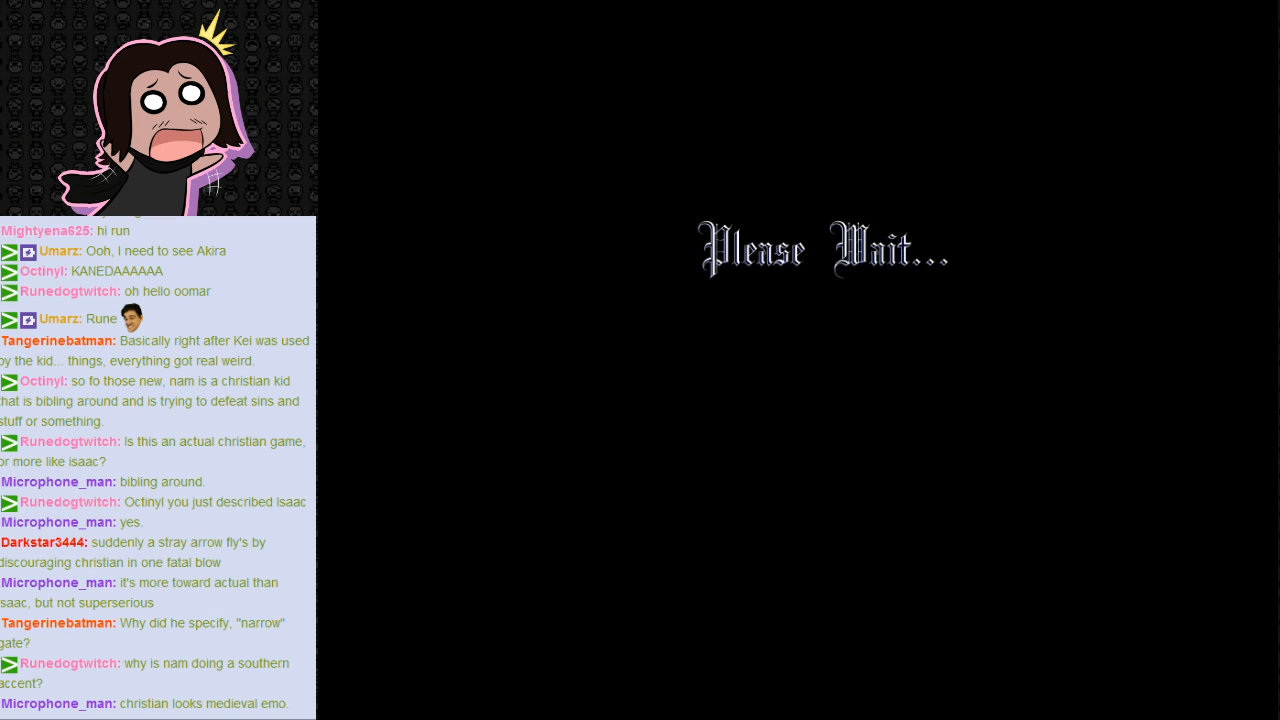 Mightyena625: hi run
Umarz: Ooh, I need to see Akira
Octinyl: KANEDAAAAAA
Runedogtwitch: oh hello oomar
Umarz: Rune
Tangerinebatman: Basically right after Kei was used
by the kid... things, everything got real weird.
Octinyl: so fo those new, nam is a christian kid
that is bibling around and is trying to defeat sins and
stuff or something.
Runedogtwitch: Is this an actual christian game,
or more like isaac?
Microphone_man: bibling around.
Runedogtwitch: Octinyl you just described Isaac
Microphone_man: yes.
Darkstar3444: suddenly a stray arrow fly's by
discouraging christian in one fatal blow
Microphone_man: it's more toward actual than
isaac, but not superserious
Tangerinebatman: Why did he specify, "narrow"
gate?
Runedogtwitch: why is nam doing a southern
accent?
Microphone_man: christian looks medieval emo.
Please Wait...